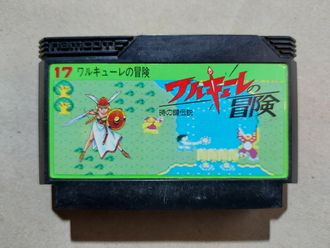 namcot
17 ワルキューレの冒険
ワルキューレの
冒険
時の鍵伝説